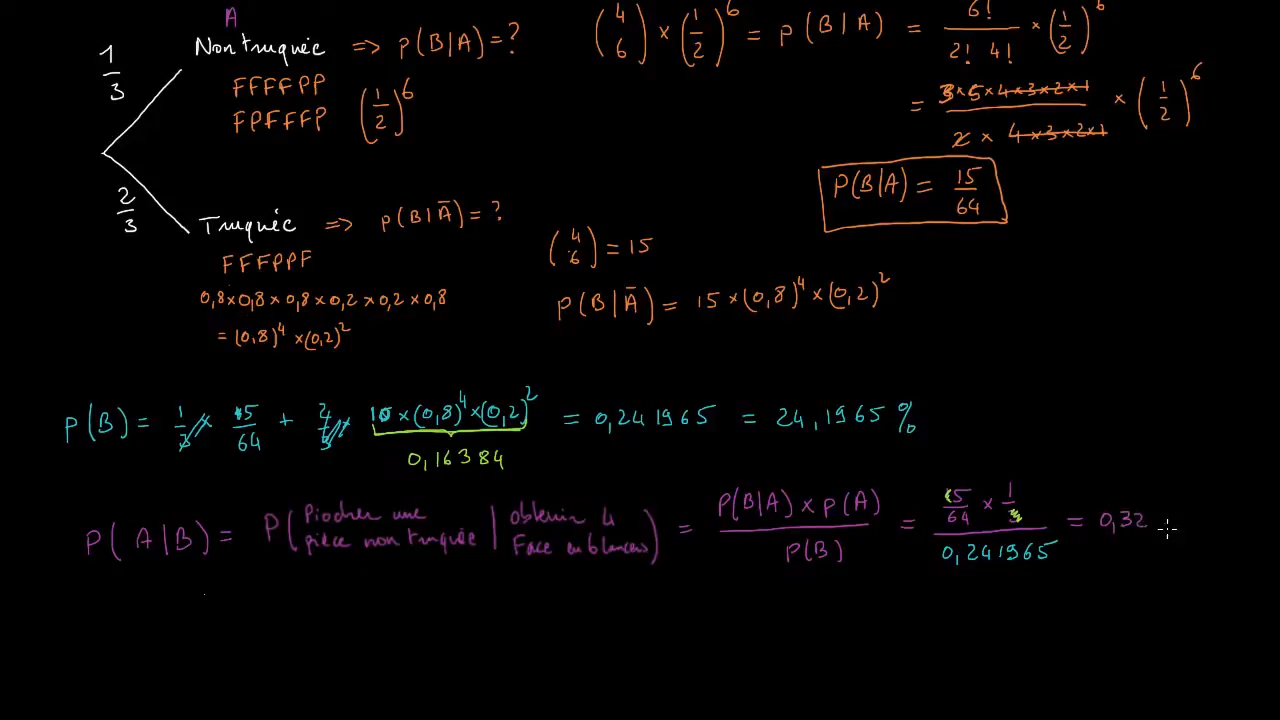 A
1/3 Non truquée => p(B|A) = ?
FFFFPP
FPFFFP (1/2)^6
(4 6) × (1/2)^6 = p(B|A) = 6!/(2! 4!) × (1/2)^6
= (× 5 × 4 × 3 × 2 × 1)/(2 × 4 × 3 × 2 × 1) × (1/2)^6
P(B|A) = 15/64
2/3 Truquée => p(B|Ā) = ?
FFFPPF
0,8 × 0,8 × 0,8 × 0,2 × 0,2 × 0,8
= (0,8)^4 × (0,2)^2
(4 6) = 15
P(B|Ā) = 15 × (0,8)^4 × (0,2)^2
P(B) = 1/3 × 15/64 + 2/3 × × (0,8)^4 × (0,2)^2 = 0,241965 = 24,1965 %
0,16384
P(A|B) = P(Piocher une pièce non truquée | obtenir 4 Face en 6 lancers) = P(B|A) × p(A) / P(B) = (15/64 × 1/3) / 0,241965 = 0,32